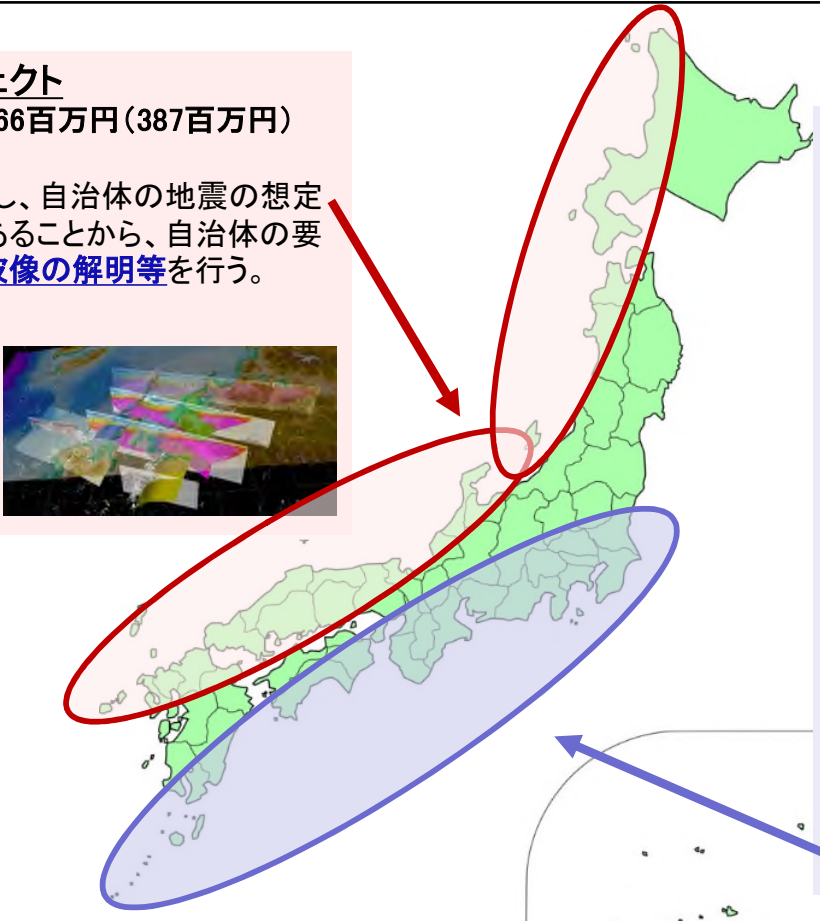 ェクト
66百万円（387百万円）
し、自治体の地震の想定
あることから、自治体の要
像の解明等を行う。